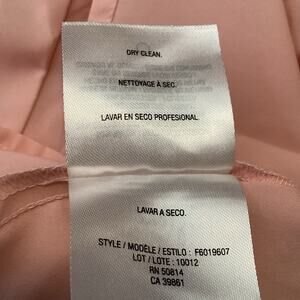 DRY CLEAN.
NETTOYAGE À SEC.
LAVAR EN SECO PROFESIONAL.
LAVAR A SECO.
STYLE / MODÈLE / ESTILO : F6019607
LOT / LOTE : 10012
RN 50814
CA 39861